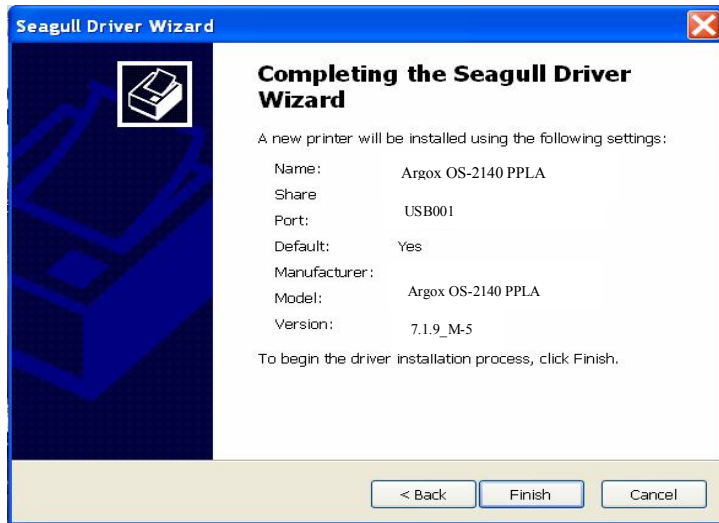 Seagull Driver Wizard
Completing the Seagull Driver
Wizard
A new printer will be installed using the following settings:
Name: Argox OS-2140 PPLA
Share
Port: USB001
Default: Yes
Manufacturer:
Model: Argox OS-2140 PPLA
Version: 7.1.9_M-5
To begin the driver installation process, click Finish.
< Back Finish Cancel